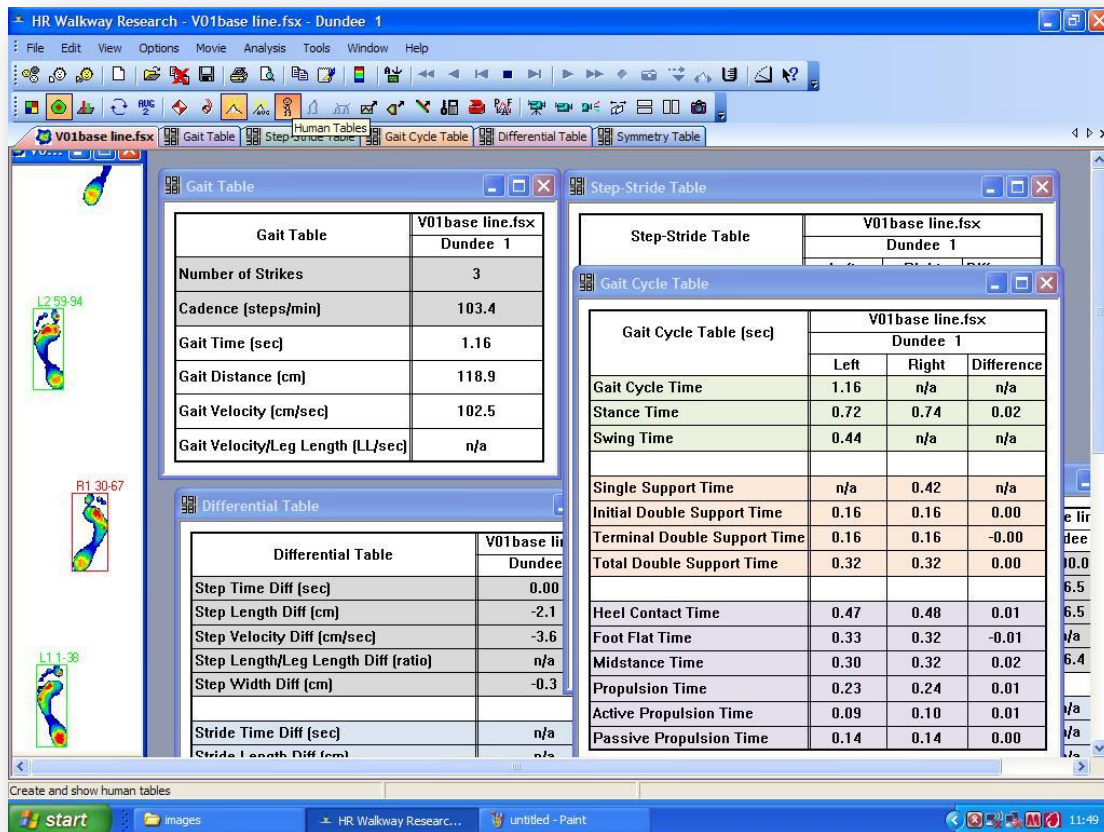 HR Walkway Research - V01base line.fsx - Dundee 1
File Edit View Options Movie Analysis Tools Window Help
Human Tables
V01base line.fsx Gait Table Step-Stride Table Gait Cycle Table Differential Table Symmetry Table
Gait Table
Gait Table V01base line.fsx
Dundee 1
Number of Strikes 3
Cadence (steps/min) 103.4
Gait Time (sec) 1.16
Gait Distance (cm) 118.9
Gait Velocity (cm/sec) 102.5
Gait Velocity/Leg Length (LL/sec) n/a
Step-Stride Table
Step-Stride Table V01base line.fsx
Dundee 1
L2 59-94
R1 30-67
L1 1-38
Gait Cycle Table
Gait Cycle Table (sec) V01base line.fsx
Dundee 1
Left Right Difference
Gait Cycle Time 1.16 n/a n/a
Stance Time 0.72 0.74 0.02
Swing Time 0.44 n/a n/a
Single Support Time n/a 0.42 n/a
Initial Double Support Time 0.16 0.16 0.00
Terminal Double Support Time 0.16 0.16 -0.00
Total Double Support Time 0.32 0.32 0.00
Heel Contact Time 0.47 0.48 0.01
Foot Flat Time 0.33 0.32 -0.01
Midstance Time 0.30 0.32 0.02
Propulsion Time 0.23 0.24 0.01
Active Propulsion Time 0.09 0.10 0.01
Passive Propulsion Time 0.14 0.14 0.00
Differential Table
Differential Table V01base li
Dundee
Step Time Diff (sec) 0.00
Step Length Diff (cm) -2.1
Step Velocity Diff (cm/sec) -3.6
Step Length/Leg Length Diff (ratio) n/a
Step Width Diff (cm) -0.3
Stride Time Diff (sec) n/a
Stride Length Diff (cm) n/a
Create and show human tables
start images HR Walkway Researc... untitled - Paint 11:49